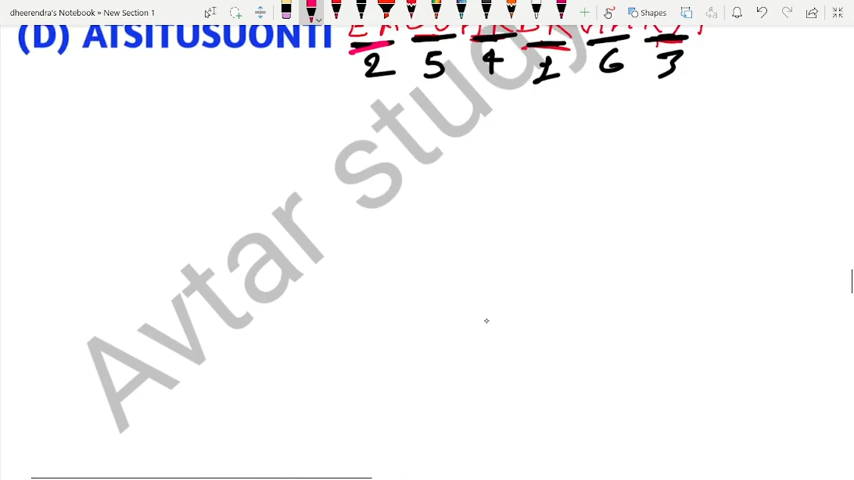 dheerendra's Notebook » New Section 1
Shapes
(D) ATSITUSUONTI
2 5 4 1 6 3
Avtar study